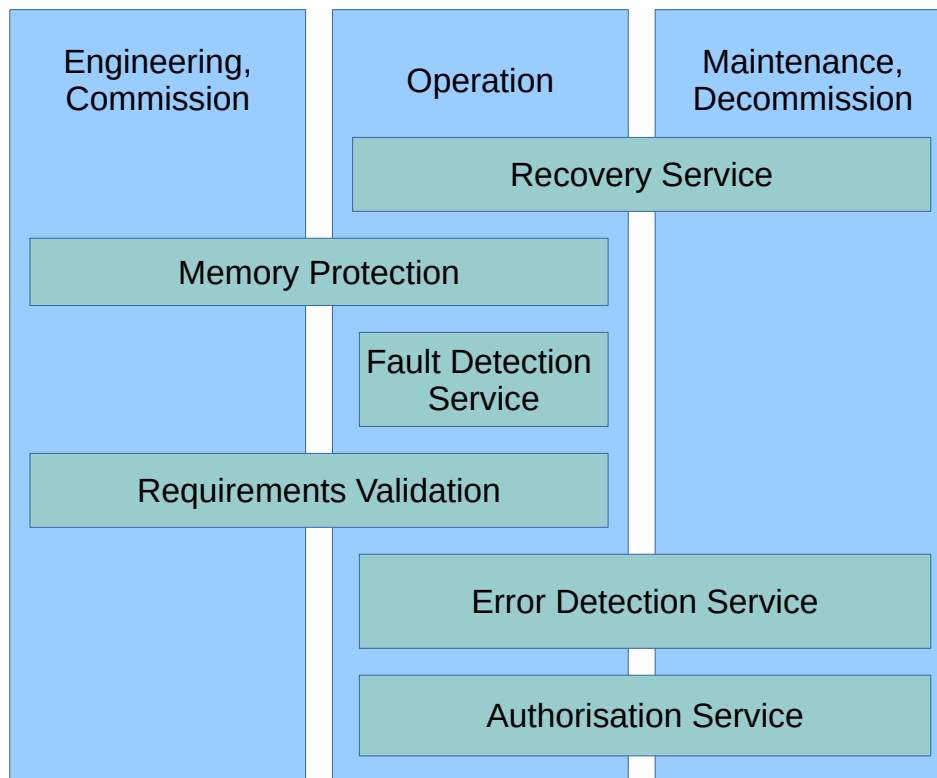 Engineering,
Commission
Operation
Maintenance,
Decommission
Recovery Service
Memory Protection
Fault Detection
Service
Requirements Validation
Error Detection Service
Authorisation Service